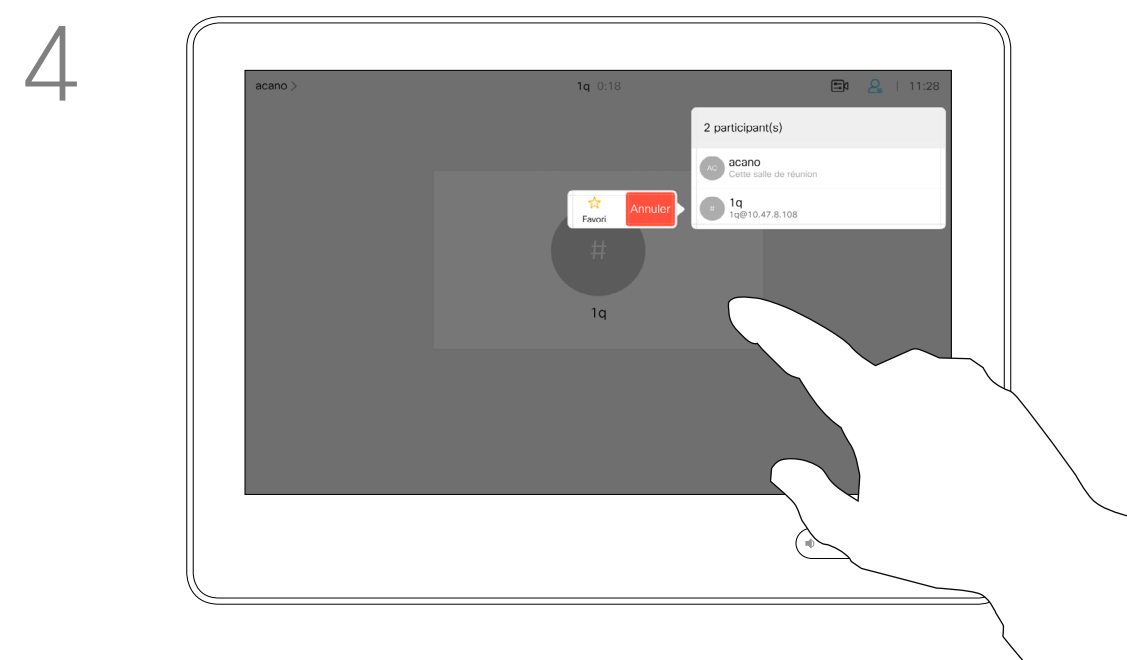 4
acano >
1q 0:18
11:28
2 participant(s)
AC
acano
Cette salle de réunion
Favori
Annuler
#
1q
1q@10.47.8.108
#
1q